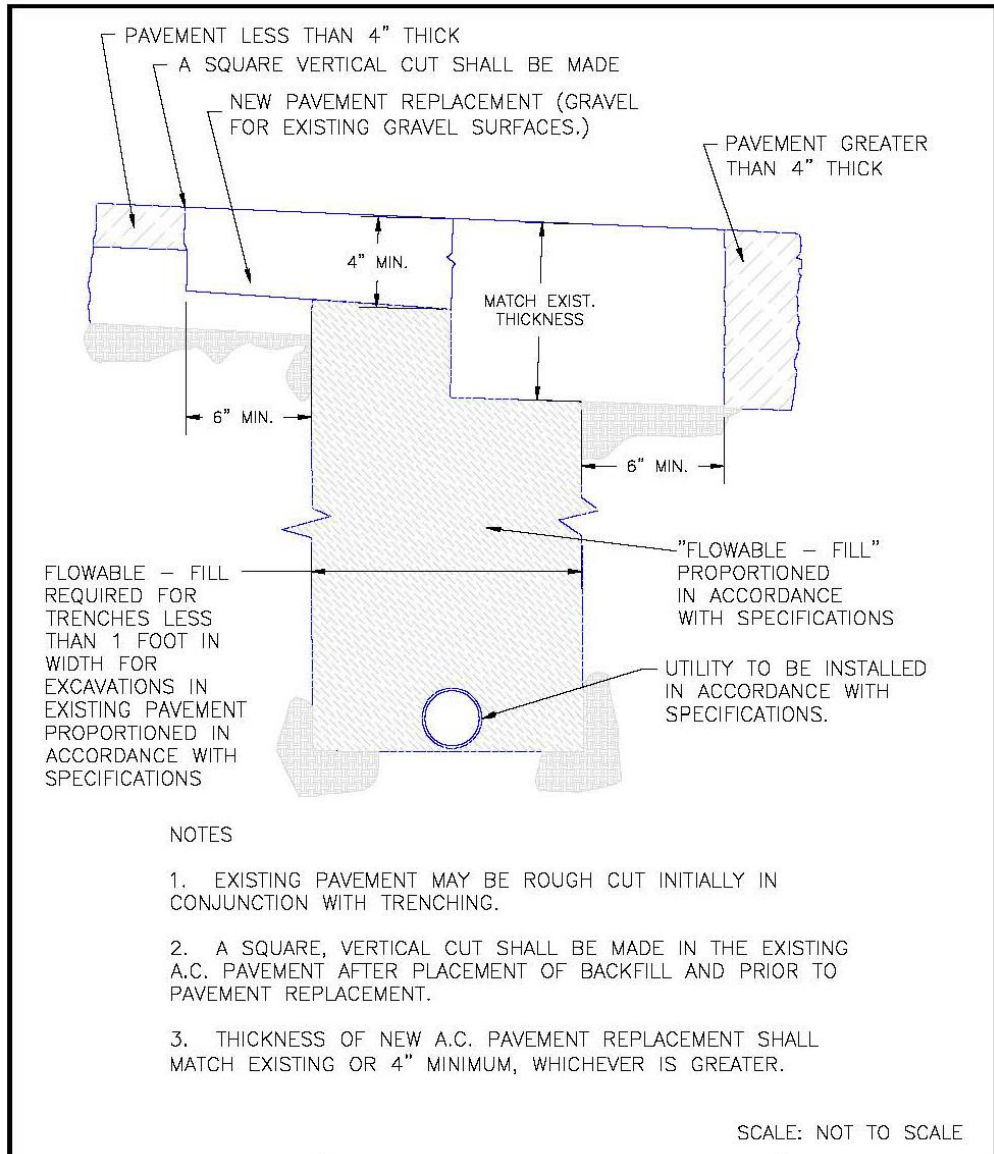 PAVEMENT LESS THAN 4" THICK
A SQUARE VERTICAL CUT SHALL BE MADE
NEW PAVEMENT REPLACEMENT (GRAVEL
FOR EXISTING GRAVEL SURFACES.)
PAVEMENT GREATER
THAN 4" THICK
4" MIN.
MATCH EXIST.
THICKNESS
6" MIN.
6" MIN.
FLOWABLE – FILL
REQUIRED FOR
TRENCHES LESS
THAN 1 FOOT IN
WIDTH FOR
EXCAVATIONS IN
EXISTING PAVEMENT
PROPORTIONED IN
ACCORDANCE WITH
SPECIFICATIONS
"FLOWABLE – FILL"
PROPORTIONED
IN ACCORDANCE
WITH SPECIFICATIONS
UTILITY TO BE INSTALLED
IN ACCORDANCE WITH
SPECIFICATIONS.
NOTES
1. EXISTING PAVEMENT MAY BE ROUGH CUT INITIALLY IN
CONJUNCTION WITH TRENCHING.
2. A SQUARE, VERTICAL CUT SHALL BE MADE IN THE EXISTING
A.C. PAVEMENT AFTER PLACEMENT OF BACKFILL AND PRIOR TO
PAVEMENT REPLACEMENT.
3. THICKNESS OF NEW A.C. PAVEMENT REPLACEMENT SHALL
MATCH EXISTING OR 4" MINIMUM, WHICHEVER IS GREATER.
SCALE: NOT TO SCALE